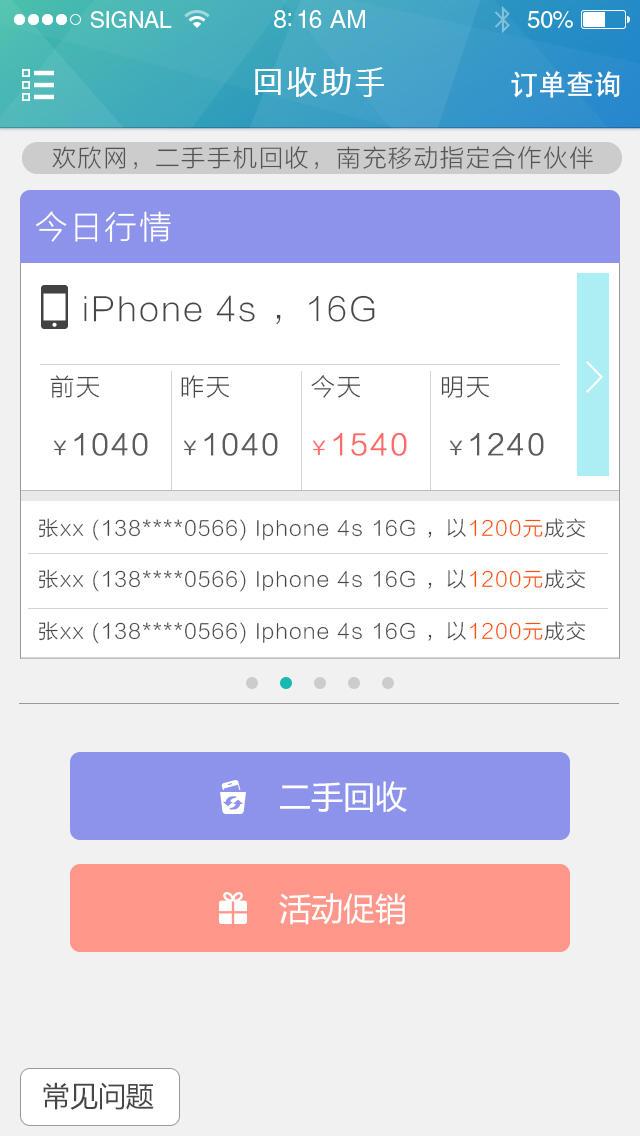 SIGNAL 8:16 AM 50%
回收助手 订单查询
欢欣网，二手手机回收，南充移动指定合作伙伴
今日行情
iPhone 4s ，16G
前天 昨天 今天 明天
¥1040 ¥1040 ¥1540 ¥1240
张xx (138****0566) Iphone 4s 16G ，以1200元成交
张xx (138****0566) Iphone 4s 16G ，以1200元成交
张xx (138****0566) Iphone 4s 16G ，以1200元成交
二手回收
活动促销
常见问题